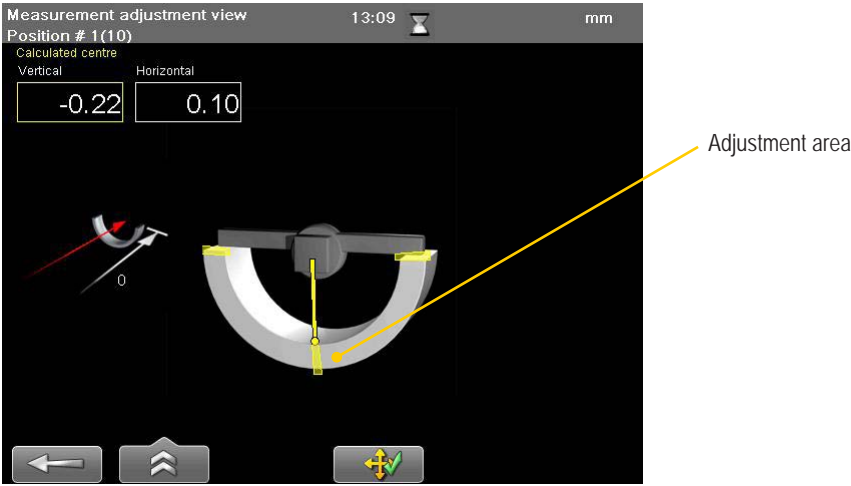 Measurement adjustment view 13:09 mm
Position # 1(10)
Calculated centre
Vertical Horizontal
-0.22 0.10
Adjustment area
0